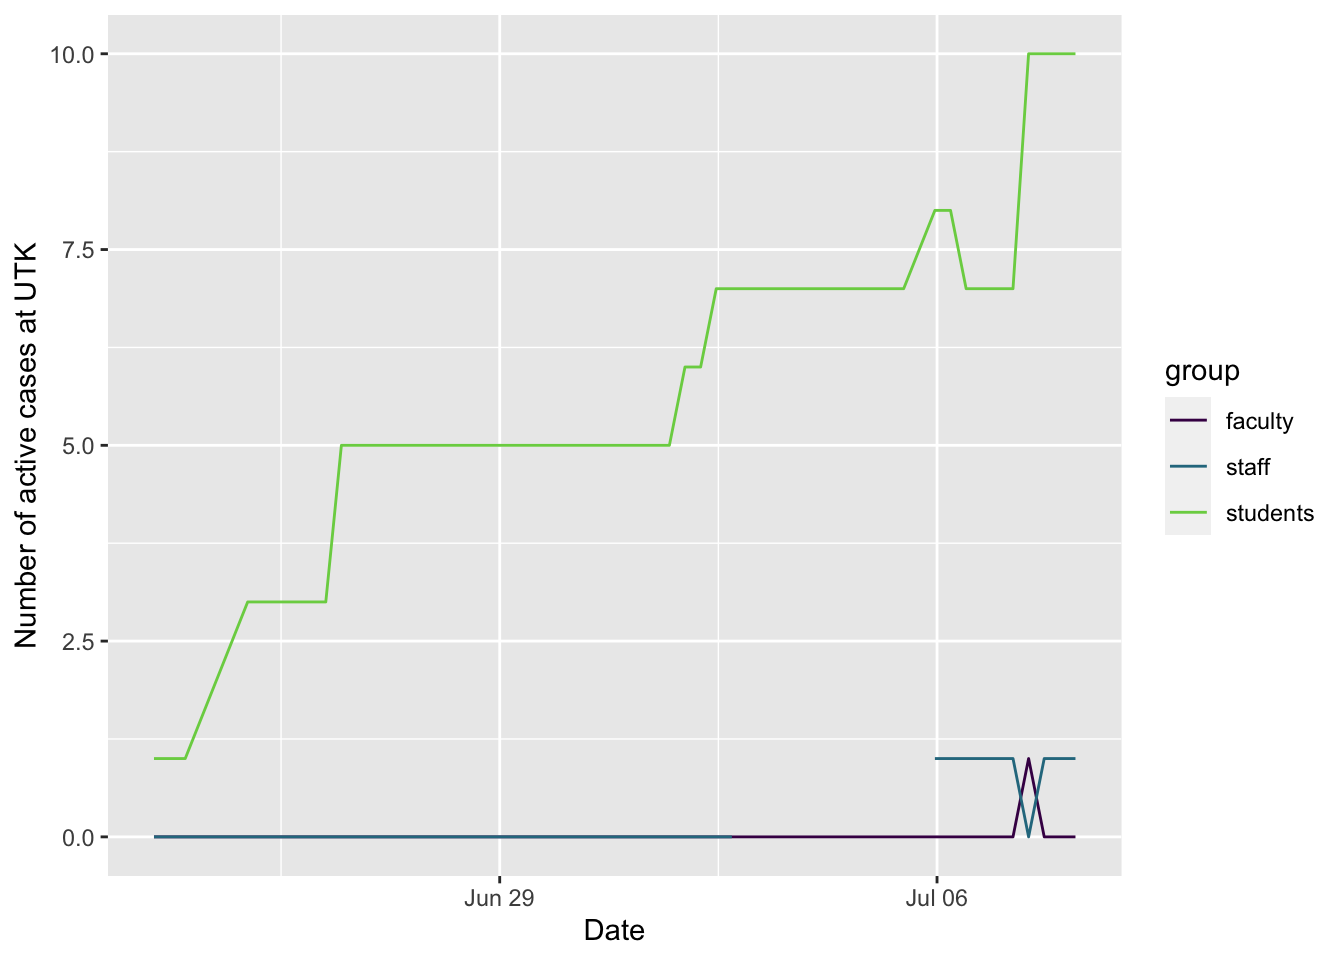 10.0
7.5
5.0
2.5
0.0
Number of active cases at UTK
Jun 29
Jul 06
Date
group
faculty
staff
students